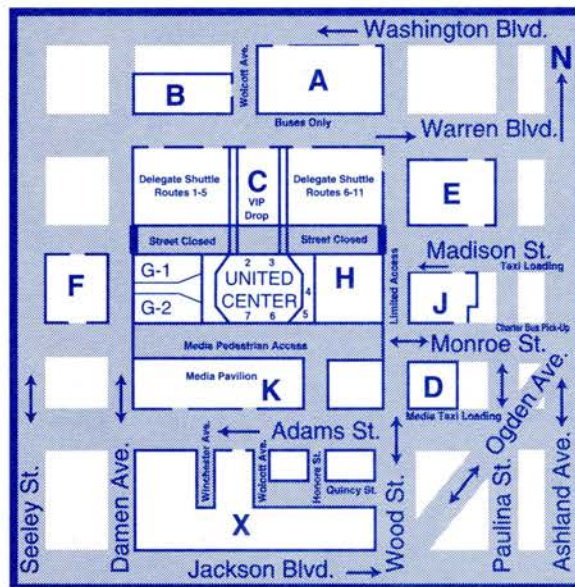 Washington Blvd.
N
Wolcott Ave.
A
B
Buses Only
Warren Blvd.
Delegate Shuttle
Routes 1-5
C
VIP
Drop
Delegate Shuttle
Routes 6-11
E
Street Closed
Street Closed
Madison St.
Taxi Loading
F
G-1
G-2
2 3
UNITED
CENTER
4
5
7 6
H
Limited Access
J
Charter Bus Pick-Up
Monroe St.
Media Pedestrian Access
Media Pavilion
K
D
Media Taxi Loading
Ogden Ave.
Adams St.
Winchester Ave.
Wolcott Ave.
Honore St.
Quincy St.
X
Seeley St.
Damen Ave.
Wood St.
Paulina St.
Ashland Ave.
Jackson Blvd.